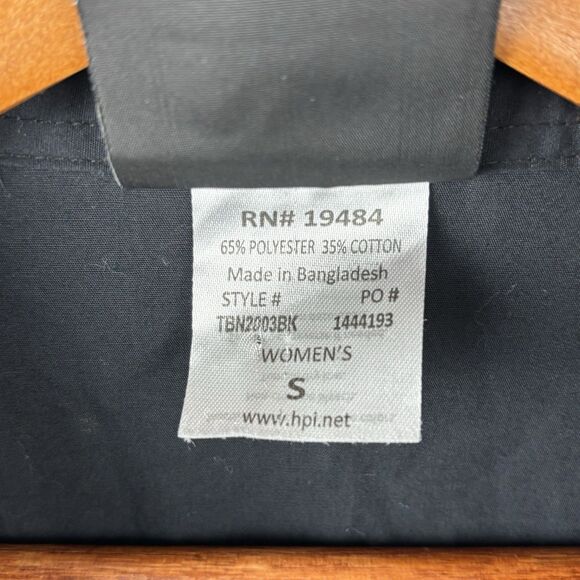 RN# 19484
65% POLYESTER 35% COTTON
Made in Bangladesh
STYLE # PO #
TBN2003BK 1444193
WOMEN'S
S
www.hpi.net